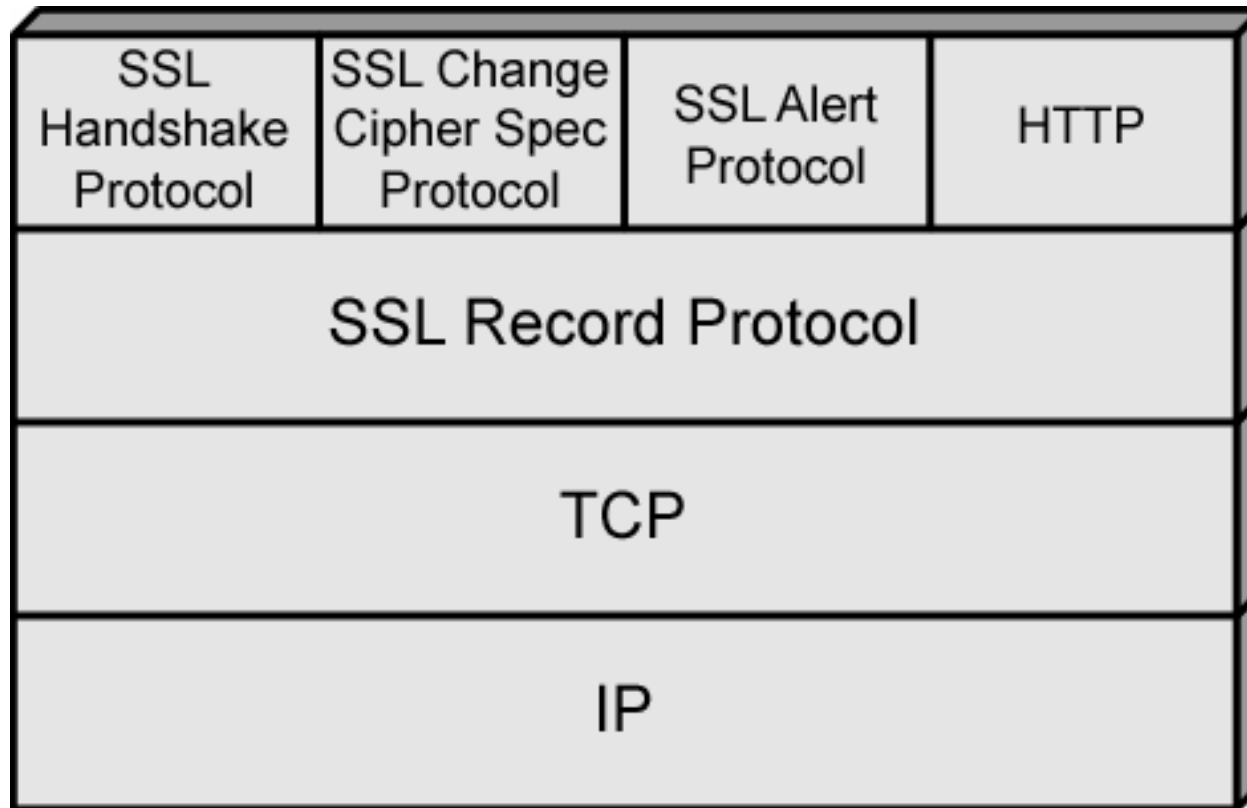 SSL
Handshake
Protocol
SSL Change
Cipher Spec
Protocol
SSL Alert
Protocol
HTTP
SSL Record Protocol
TCP
IP